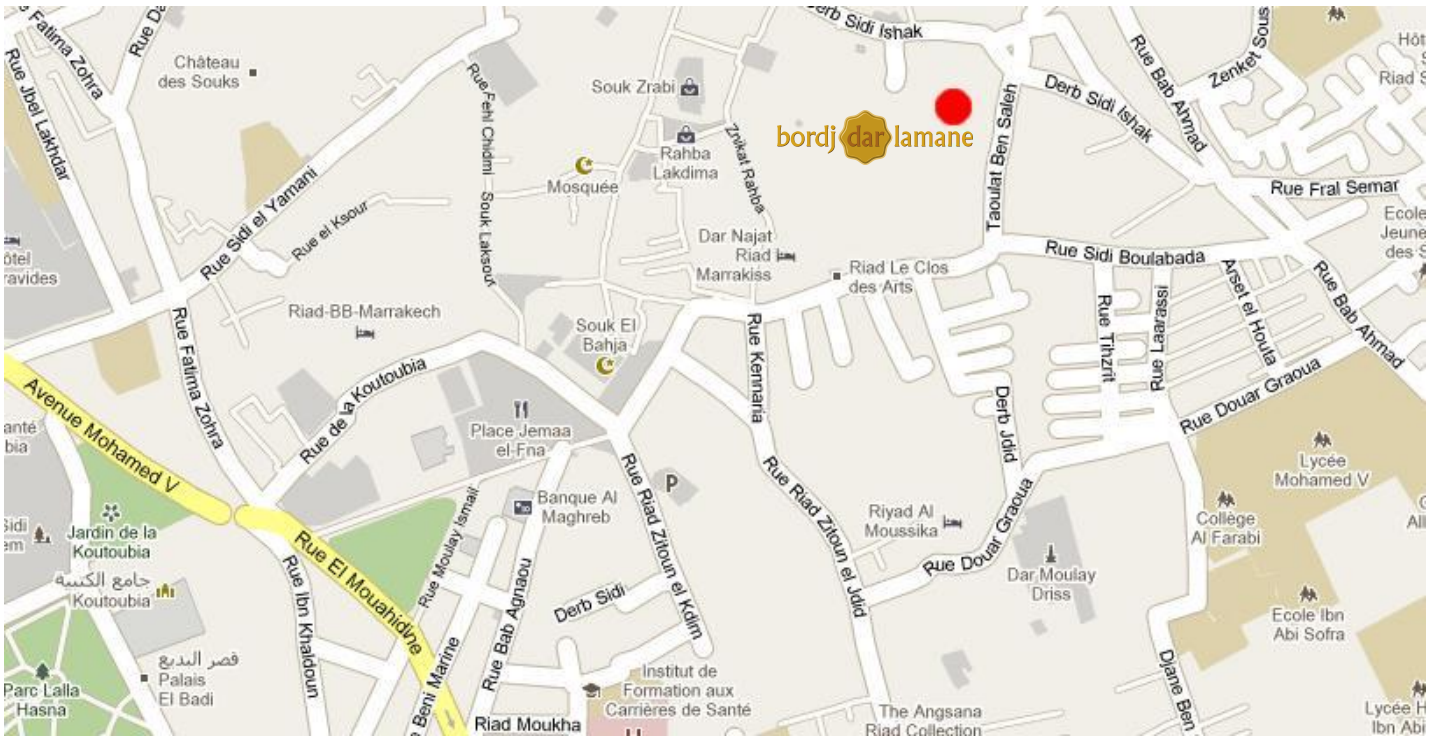 Fatima Zohra
Rue Da
erb Sidi Ishak
Rue Jbel Lakhdar
Château
des Souks
Rue Fehl Chidmi - Souk Laksour
Souk Zrabi
Rahba
Lakdima
Znikat Rahba
Mosquée
bordj dar lamane
Taoulat Ben Saleh
Derb Sidi Ishak
Rue Bab Ahmad
Zenket Sous
Hôt
Riad S
Rue Fral Semar
Ecole
Jeune
des S
ôtel
ravides
Rue Sidi el Yamani
Rue el Ksour
Dar Najat
Riad
Marrakiss
Riad Le Clos
des Arts
Rue Sidi Boulabada
Arset el Houta
Rue Bab Ahmad
Rue Tihzrit
Rue Laarassi
Riad-BB-Marrakech
Rue Fatima Zohra
Souk El
Bahja
Rue Kennaria
Rue de la Koutoubia
Derb Jdid
Rue Douar Graoua
Avenue Mohamed V
anté
bia
Place Jemaa
el-Fna
P
Rue Riad Zitoun el Kdim
Rue Riad Zitoun el Jdid
Lycée
Mohamed V
Collège
Al Farabi
All
Banque Al
Maghreb
Riyad Al
Moussika
Rue Douar Graoua
Dar Moulay
Driss
Sidi
em
Jardin de la
Koutoubia
جامع الكتبية
Koutoubia
Rue El Mouahidine
Rue Moulay Ismail
Rue Bab Agnaou
Rue Ibn Khaldoun
Derb Sidi
Ecole Ibn
Abi Sofra
قصر البديع
Palais
El Badi
Parc Lalla
Hasna
Rue Beni Marine
Riad Moukha
Institut de
Formation aux
Carrières de Santé
The Angsana
Riad Collection
Djane Ben
Lycée H
Ibn Abi